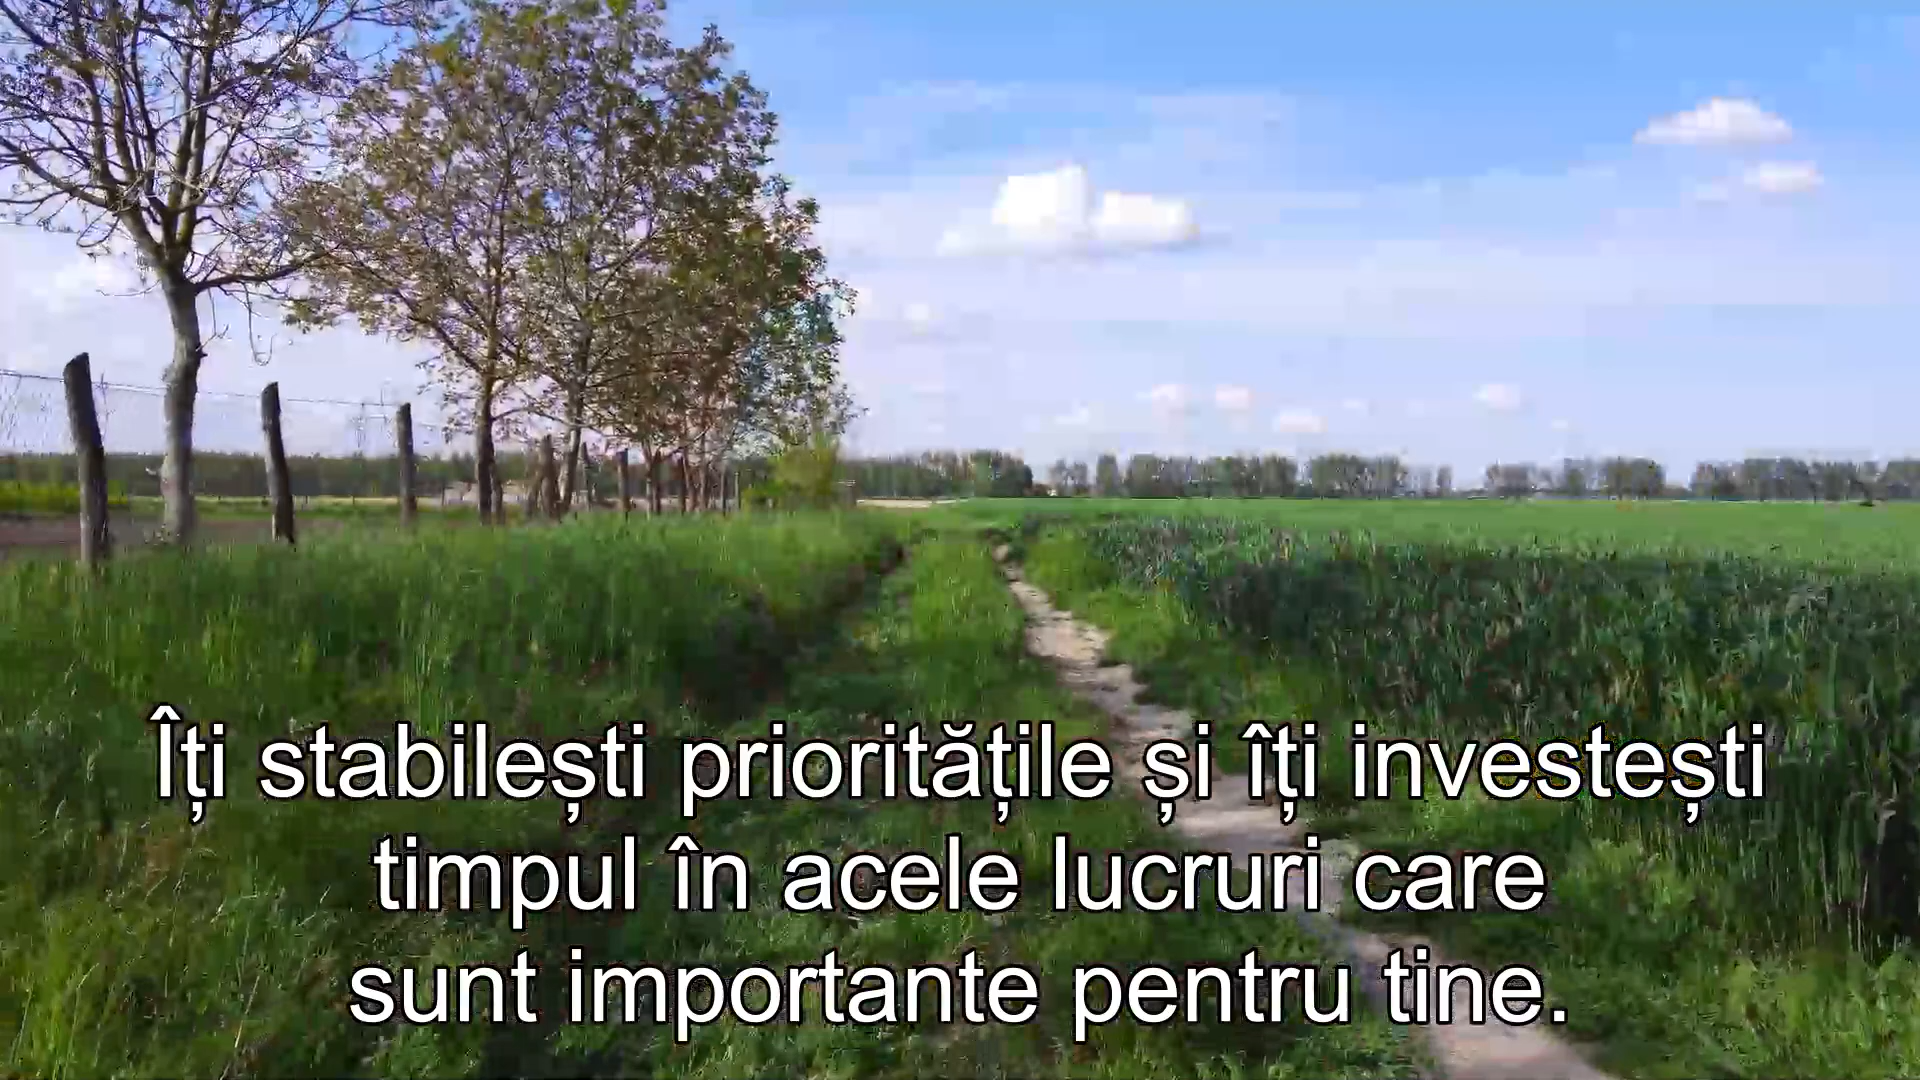 Îți stabilești prioritățile și îți investești
timpul în acele lucruri care
sunt importante pentru tine.